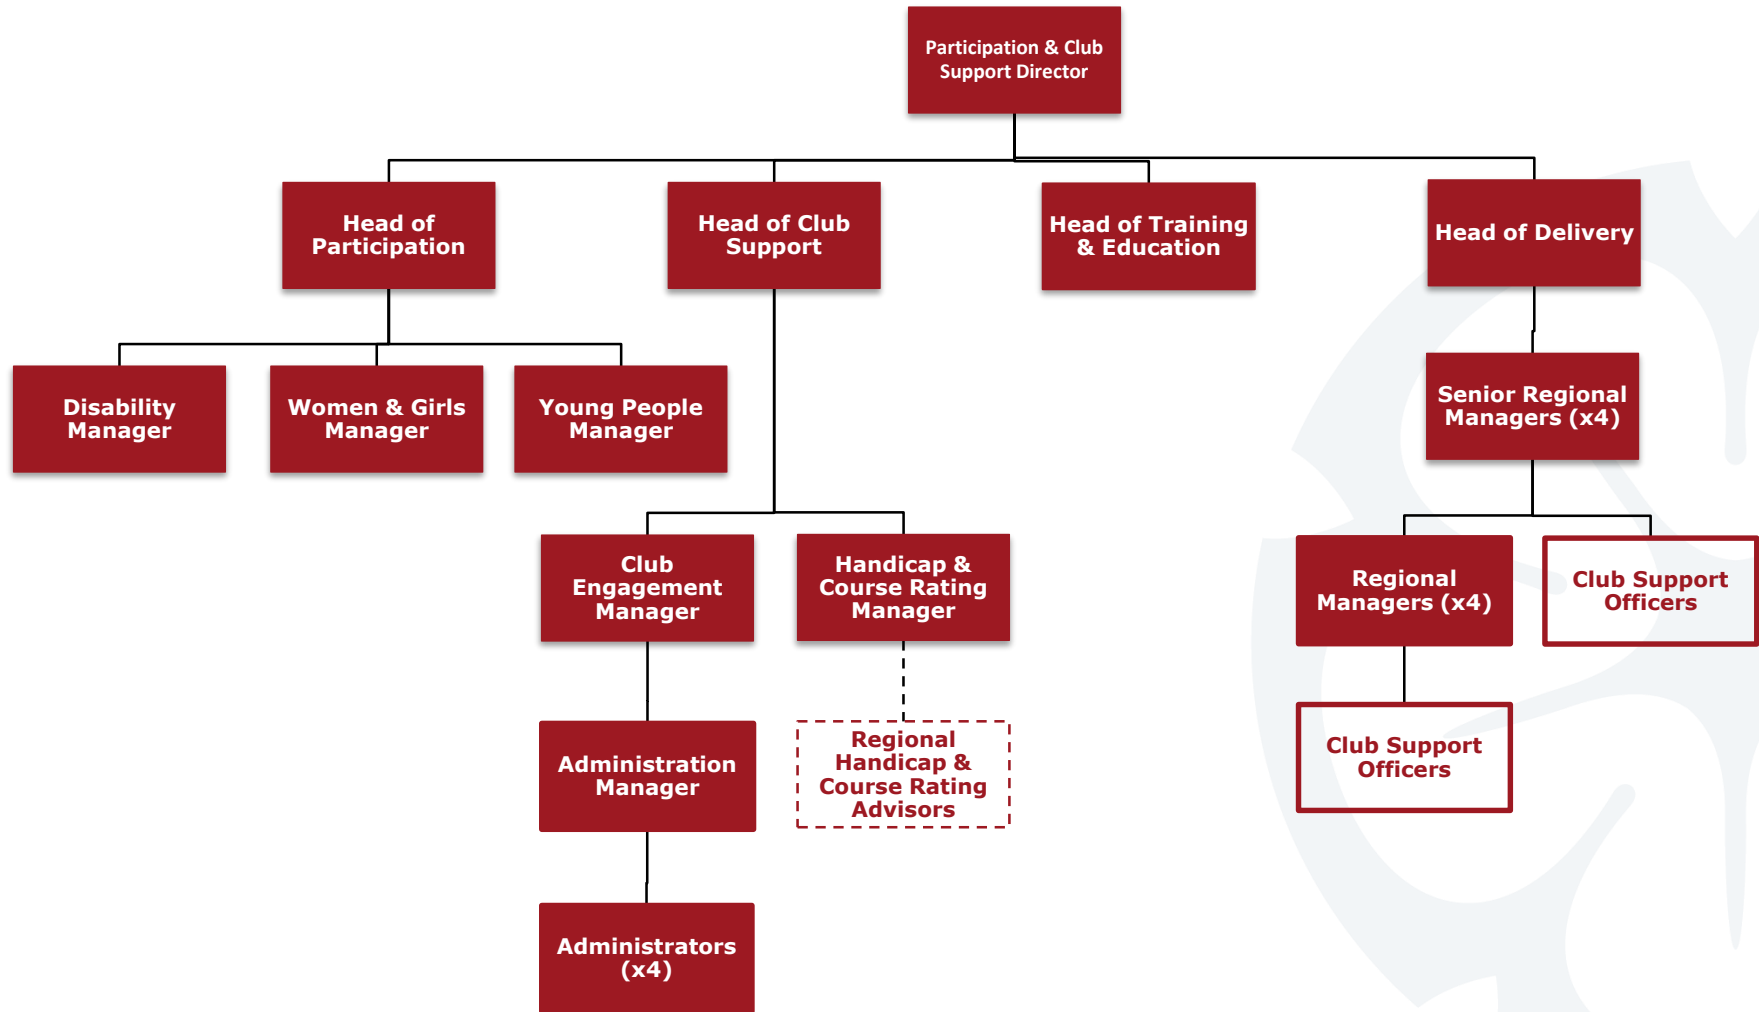 Participation & Club
Support Director
Head of
Participation
Head of Club
Support
Head of Training
& Education
Head of Delivery
Disability
Manager
Women & Girls
Manager
Young People
Manager
Senior Regional
Managers (x4)
Club
Engagement
Manager
Handicap &
Course Rating
Manager
Regional
Managers (x4)
Club Support
Officers
Administration
Manager
Regional
Handicap &
Course Rating
Advisors
Club Support
Officers
Administrators
(x4)